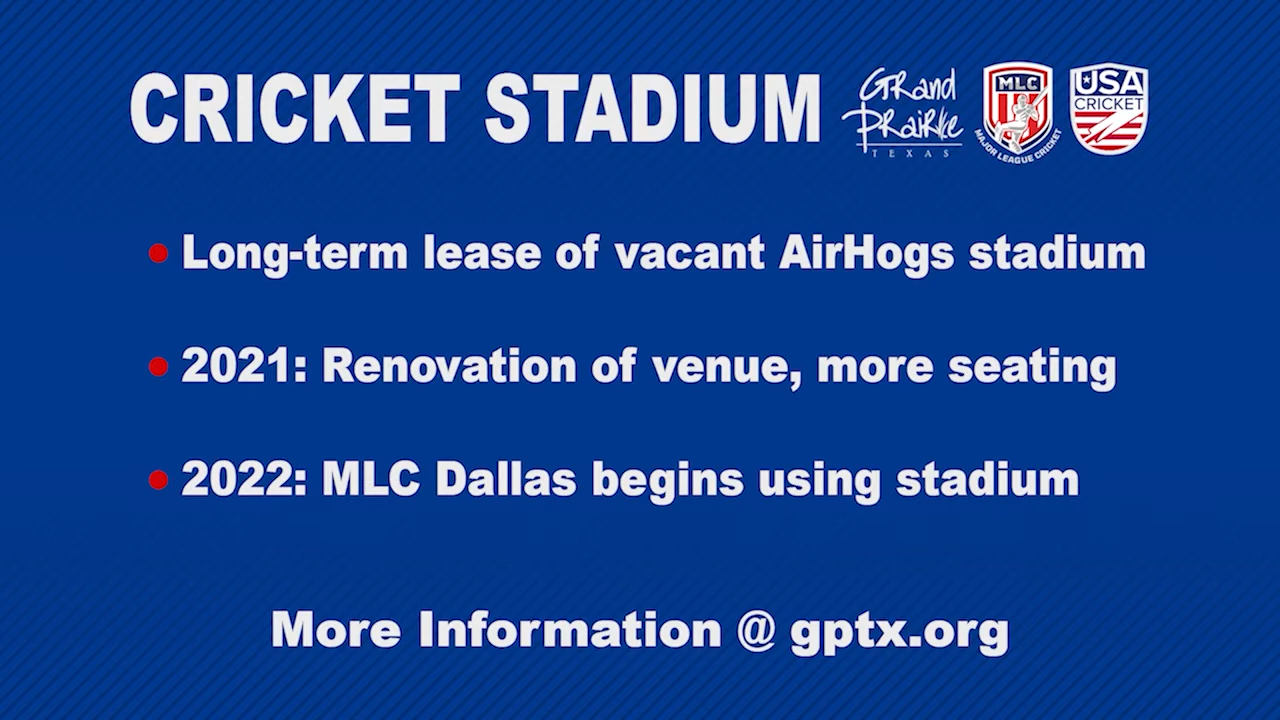 CRICKET STADIUM
Grand
Prairie
TEXAS
MLC
MAJOR LEAGUE CRICKET
USA
CRICKET
Long-term lease of vacant AirHogs stadium
2021: Renovation of venue, more seating
2022: MLC Dallas begins using stadium
More Information @ gptx.org